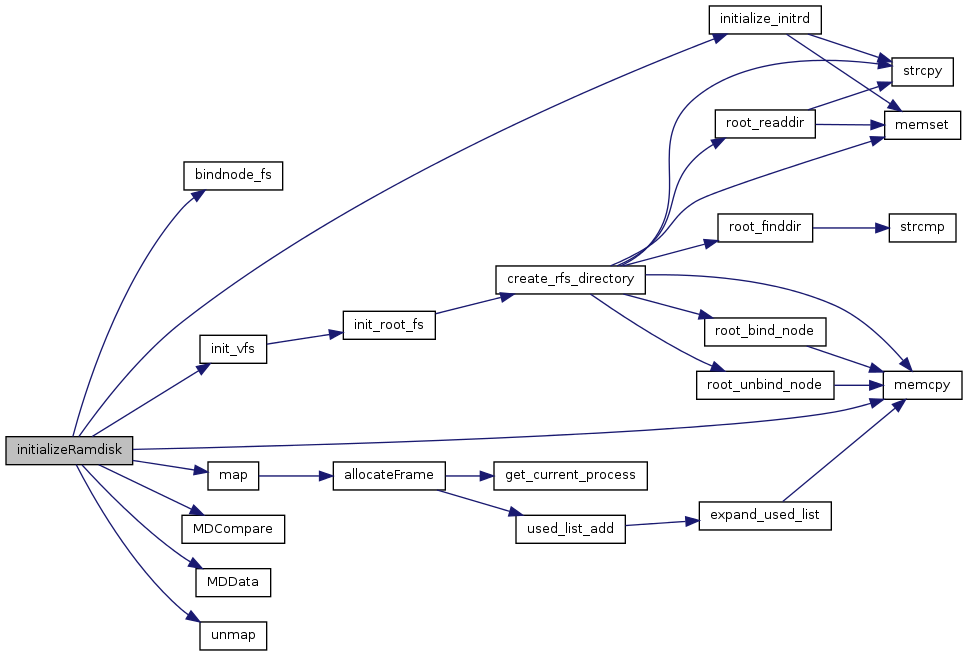 initialize_initrd
strcpy
root_readdir
memset
bindnode_fs
root_finddir
strcmp
create_rfs_directory
init_root_fs
root_bind_node
init_vfs
root_unbind_node
memcpy
initializeRamdisk
map
allocateFrame
get_current_process
expand_used_list
MDCompare
used_list_add
MDData
unmap